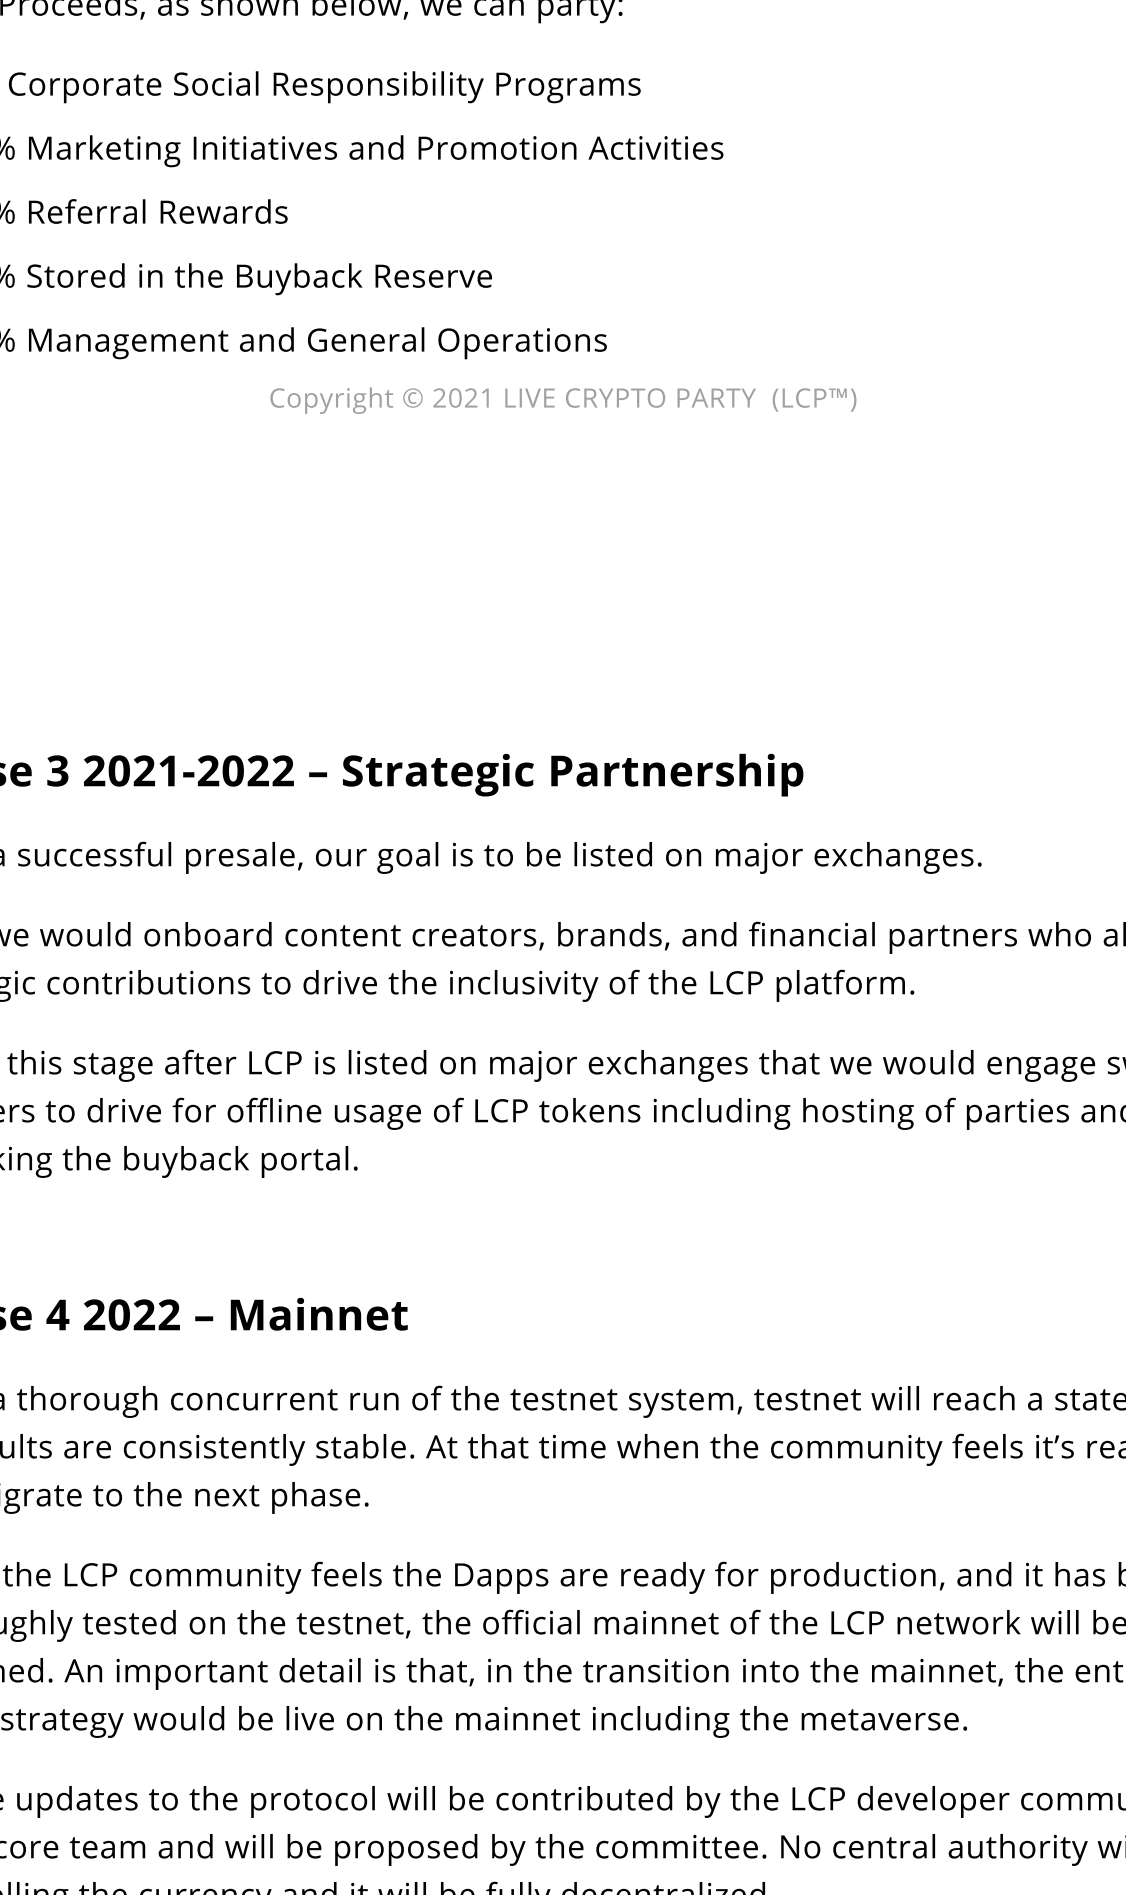 Proceeds, as shown below, we can party:
Corporate Social Responsibility Programs
% Marketing Initiatives and Promotion Activities
% Referral Rewards
% Stored in the Buyback Reserve
% Management and General Operations
Copyright © 2021 LIVE CRYPTO PARTY (LCP™)
se 3 2021-2022 – Strategic Partnership
a successful presale, our goal is to be listed on major exchanges.
we would onboard content creators, brands, and financial partners who al
gic contributions to drive the inclusivity of the LCP platform.
this stage after LCP is listed on major exchanges that we would engage sw
ers to drive for offline usage of LCP tokens including hosting of parties and
king the buyback portal.
se 4 2022 – Mainnet
a thorough concurrent run of the testnet system, testnet will reach a state
ults are consistently stable. At that time when the community feels it’s rea
igrate to the next phase.
the LCP community feels the Dapps are ready for production, and it has b
ughly tested on the testnet, the official mainnet of the LCP network will be
ned. An important detail is that, in the transition into the mainnet, the ent
strategy would be live on the mainnet including the metaverse.
e updates to the protocol will be contributed by the LCP developer commu
core team and will be proposed by the committee. No central authority wi
olling the currency and it will be fully decentralized.